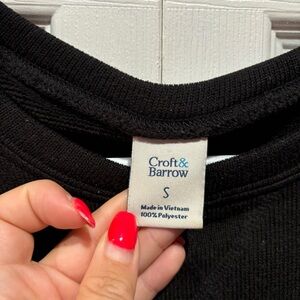 Croft&
Barrow
S
Made in Vietnam
100% Polyester